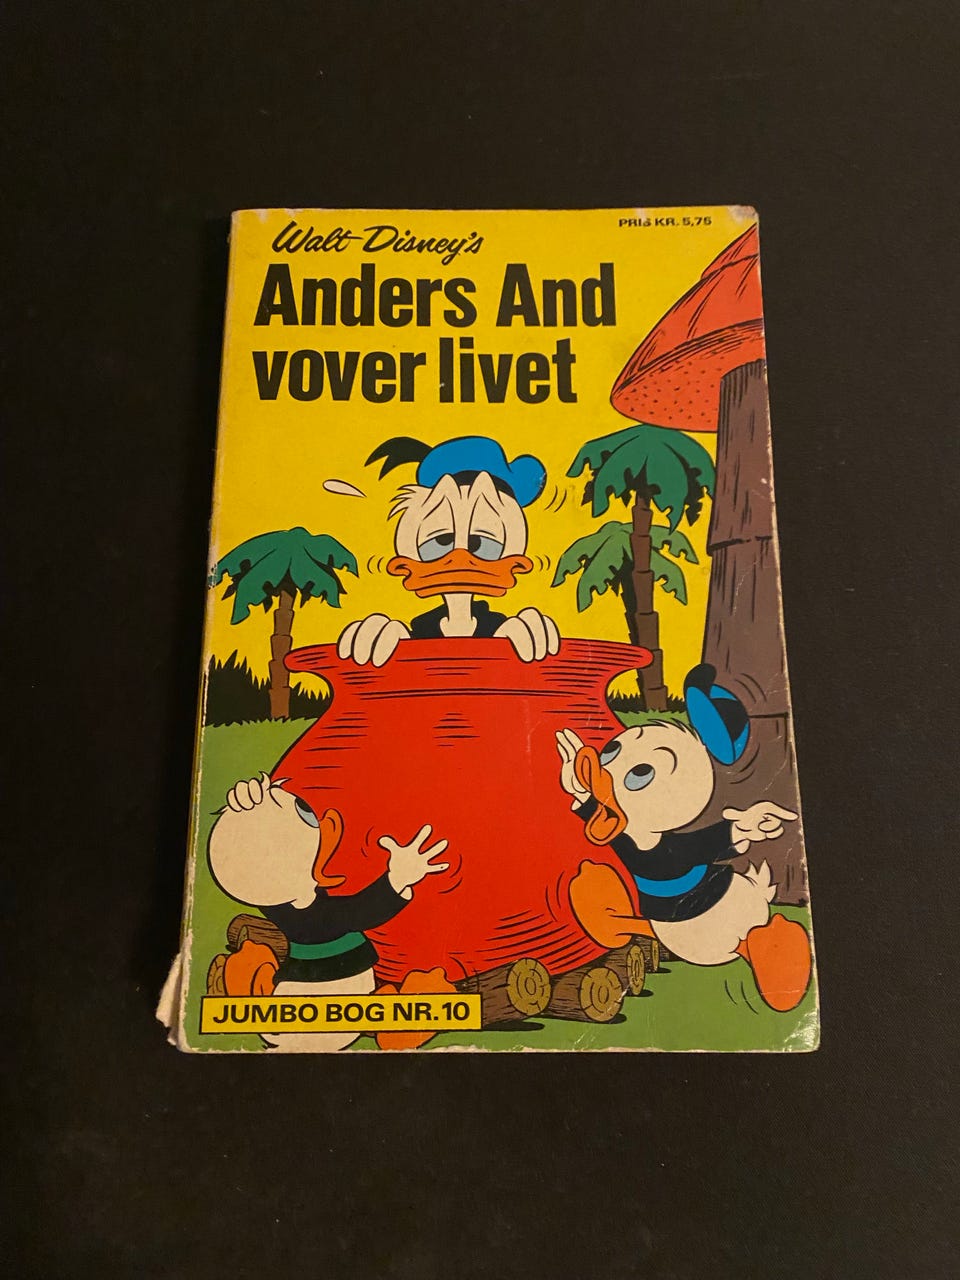 Walt Disney's
PRIS KR. 5,75
Anders And
vover livet
JUMBO BOG NR. 10